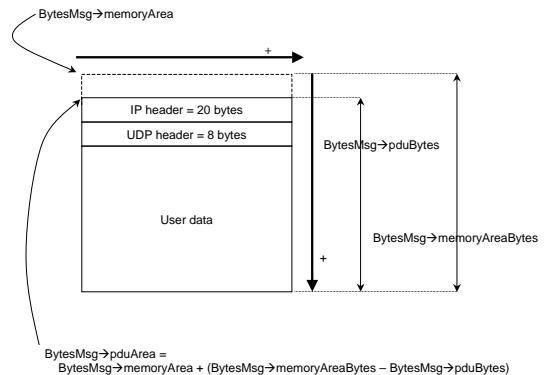 BytesMsg→memoryArea
+
IP header = 20 bytes
UDP header = 8 bytes
BytesMsg→pduBytes
User data
BytesMsg→memoryAreaBytes
+
BytesMsg→pduArea =
BytesMsg→memoryArea + (BytesMsg→memoryAreaBytes – BytesMsg→pduBytes)